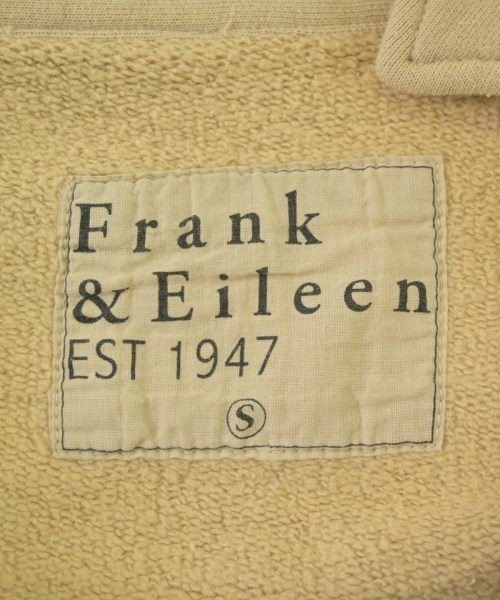 Frank
& Eileen
EST 1947
S